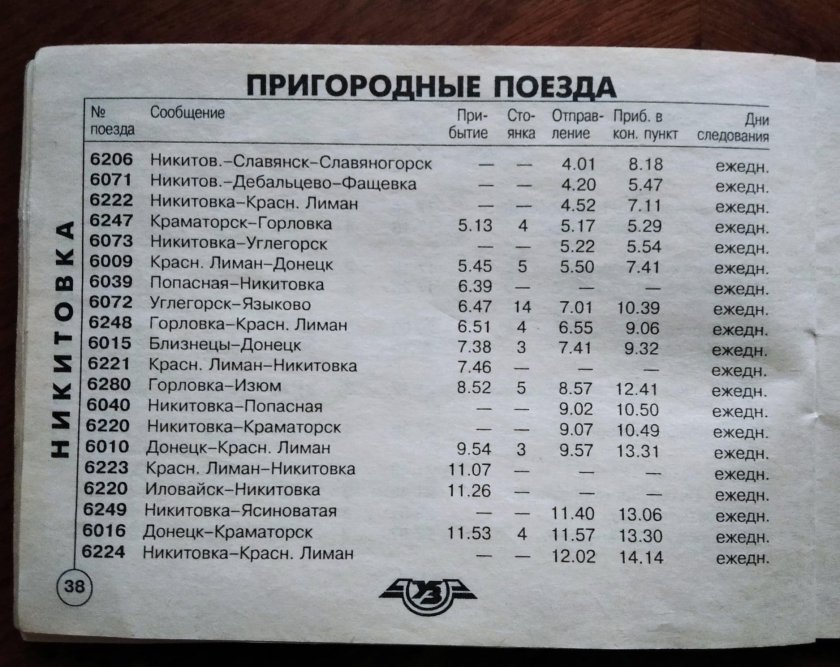 ПРИГОРОДНЫЕ ПОЕЗДА
№ поезда Сообщение При-бытие Сто-янка Отправ-ление Приб. в кон. пункт Дни следования
6206 Никитов.–Славянск–Славяногорск — — 4.01 8.18 ежедн.
6071 Никитов.–Дебальцево–Фащевка — — 4.20 5.47 ежедн.
6222 Никитовка–Красн. Лиман — — 4.52 7.11 ежедн.
6247 Краматорск–Горловка 5.13 4 5.17 5.29 ежедн.
6073 Никитовка–Углегорск — — 5.22 5.54 ежедн.
6009 Красн. Лиман–Донецк 5.45 5 5.50 7.41 ежедн.
6039 Попасная–Никитовка 6.39 — — — ежедн.
6072 Углегорск–Языково 6.47 14 7.01 10.39 ежедн.
6248 Горловка–Красн. Лиман 6.51 4 6.55 9.06 ежедн.
6015 Близнецы–Донецк 7.38 3 7.41 9.32 ежедн.
6221 Красн. Лиман–Никитовка 7.46 — — — ежедн.
6280 Горловка–Изюм 8.52 5 8.57 12.41 ежедн.
6040 Никитовка–Попасная — — 9.02 10.50 ежедн.
6220 Никитовка–Краматорск — — 9.07 10.49 ежедн.
6010 Донецк–Красн. Лиман 9.54 3 9.57 13.31 ежедн.
6223 Красн. Лиман–Никитовка 11.07 — — — ежедн.
6220 Иловайск–Никитовка 11.26 — — — ежедн.
6249 Никитовка–Ясиноватая 11.40 13.06 ежедн.
6016 Донецк–Краматорск 11.53 4 11.57 13.30 ежедн.
6224 Никитовка–Красн. Лиман — — 12.02 14.14 ежедн.
НИКИТОВКА
38
УЗ